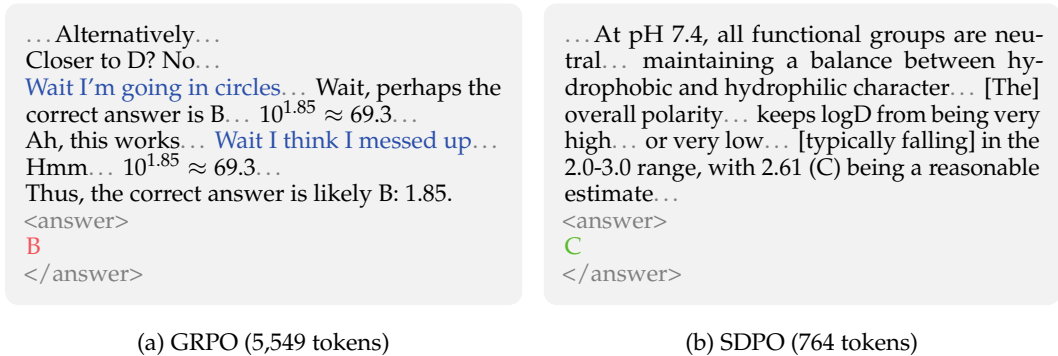 ...Alternatively...
Closer to D? No...
Wait I'm going in circles... Wait, perhaps the
correct answer is B... 10^1.85 ≈ 69.3...
Ah, this works... Wait I think I messed up...
Hmm... 10^1.85 ≈ 69.3...
Thus, the correct answer is likely B: 1.85.
<answer>
B
</answer>
(a) GRPO (5,549 tokens)
...At pH 7.4, all functional groups are neu-
tral... maintaining a balance between hy-
drophobic and hydrophilic character... [The]
overall polarity... keeps logD from being very
high... or very low... [typically falling] in the
2.0-3.0 range, with 2.61 (C) being a reasonable
estimate...
<answer>
C
</answer>
(b) SDPO (764 tokens)